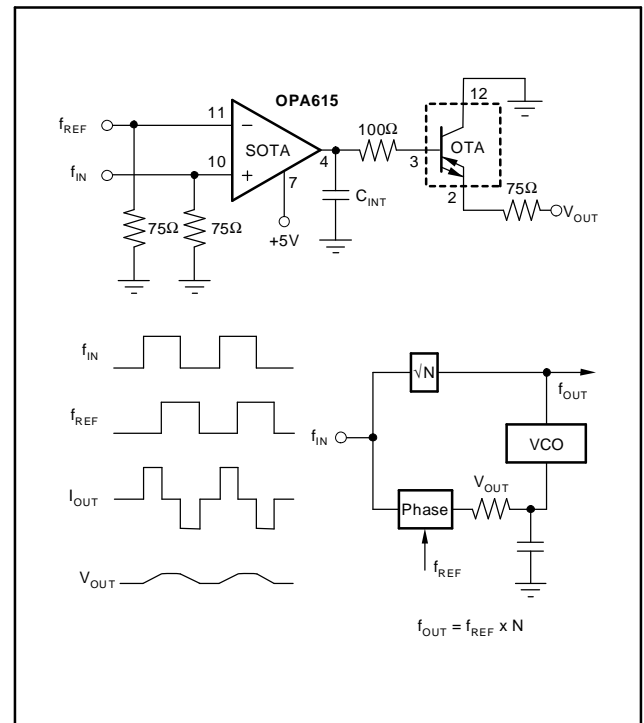 OPA615
f_REF
11
−
12
100Ω
SOTA
OTA
f_IN
10
+
4
3
7
C_INT
2
75Ω
V_OUT
75Ω
75Ω
+5V
f_IN
√N
f_OUT
f_REF
f_IN
VCO
V_OUT
I_OUT
Phase
V_OUT
f_REF
f_OUT = f_REF x N